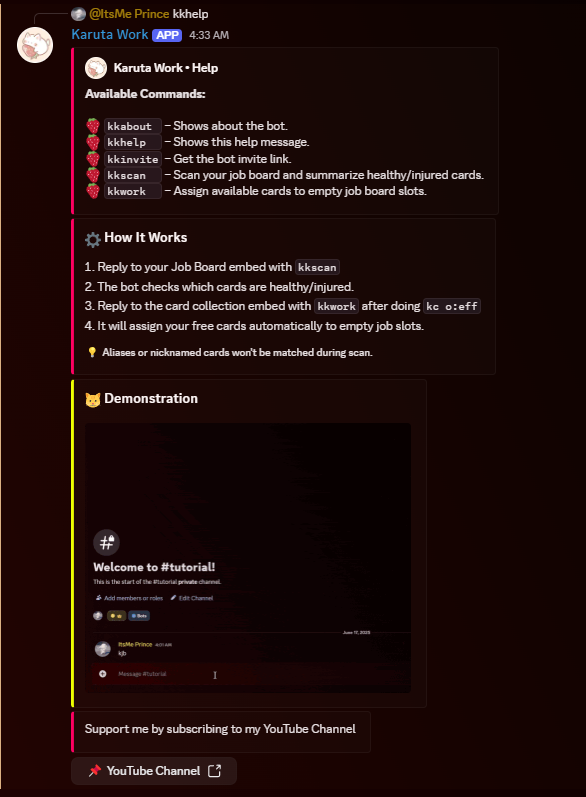 @ItsMe Prince kkhelp
Karuta Work APP 4:33 AM
Karuta Work • Help
Available Commands:
kkabout – Shows about the bot.
kkhelp – Shows this help message.
kkinvite – Get the bot invite link.
kkscan – Scan your job board and summarize healthy/injured cards.
kkwork – Assign available cards to empty job board slots.
How It Works
1. Reply to your Job Board embed with kkscan
2. The bot checks which cards are healthy/injured.
3. Reply to the card collection embed with kkwork after doing kc o:eff
4. It will assign your free cards automatically to empty job slots.
Aliases or nicknamed cards won't be matched during scan.
Demonstration
Welcome to #tutorial!
This is the start of the #tutorial private channel.
Add members or roles Edit Channel
Bots
June 17, 2025
ItsMe Prince 4:01 AM
kjb
Message #tutorial
Support me by subscribing to my YouTube Channel
YouTube Channel